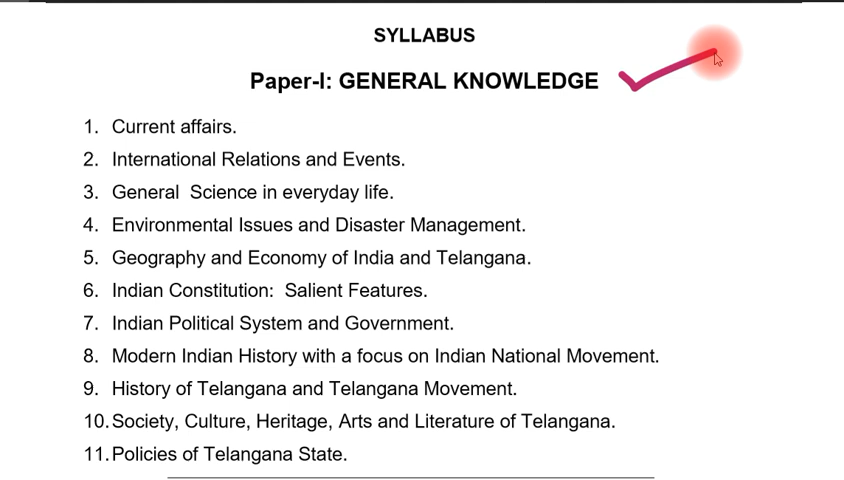 SYLLABUS
Paper-I: GENERAL KNOWLEDGE
1. Current affairs.
2. International Relations and Events.
3. General Science in everyday life.
4. Environmental Issues and Disaster Management.
5. Geography and Economy of India and Telangana.
6. Indian Constitution: Salient Features.
7. Indian Political System and Government.
8. Modern Indian History with a focus on Indian National Movement.
9. History of Telangana and Telangana Movement.
10. Society, Culture, Heritage, Arts and Literature of Telangana.
11. Policies of Telangana State.